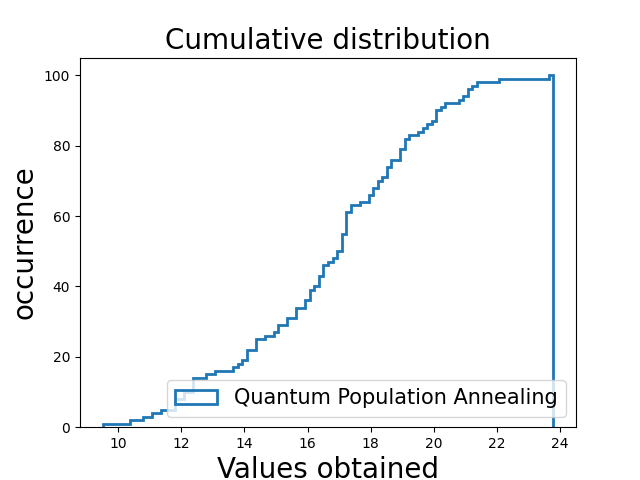 Cumulative distribution
occurrence
100
80
60
40
20
0
Quantum Population Annealing
10 12 14 16 18 20 22 24
Values obtained